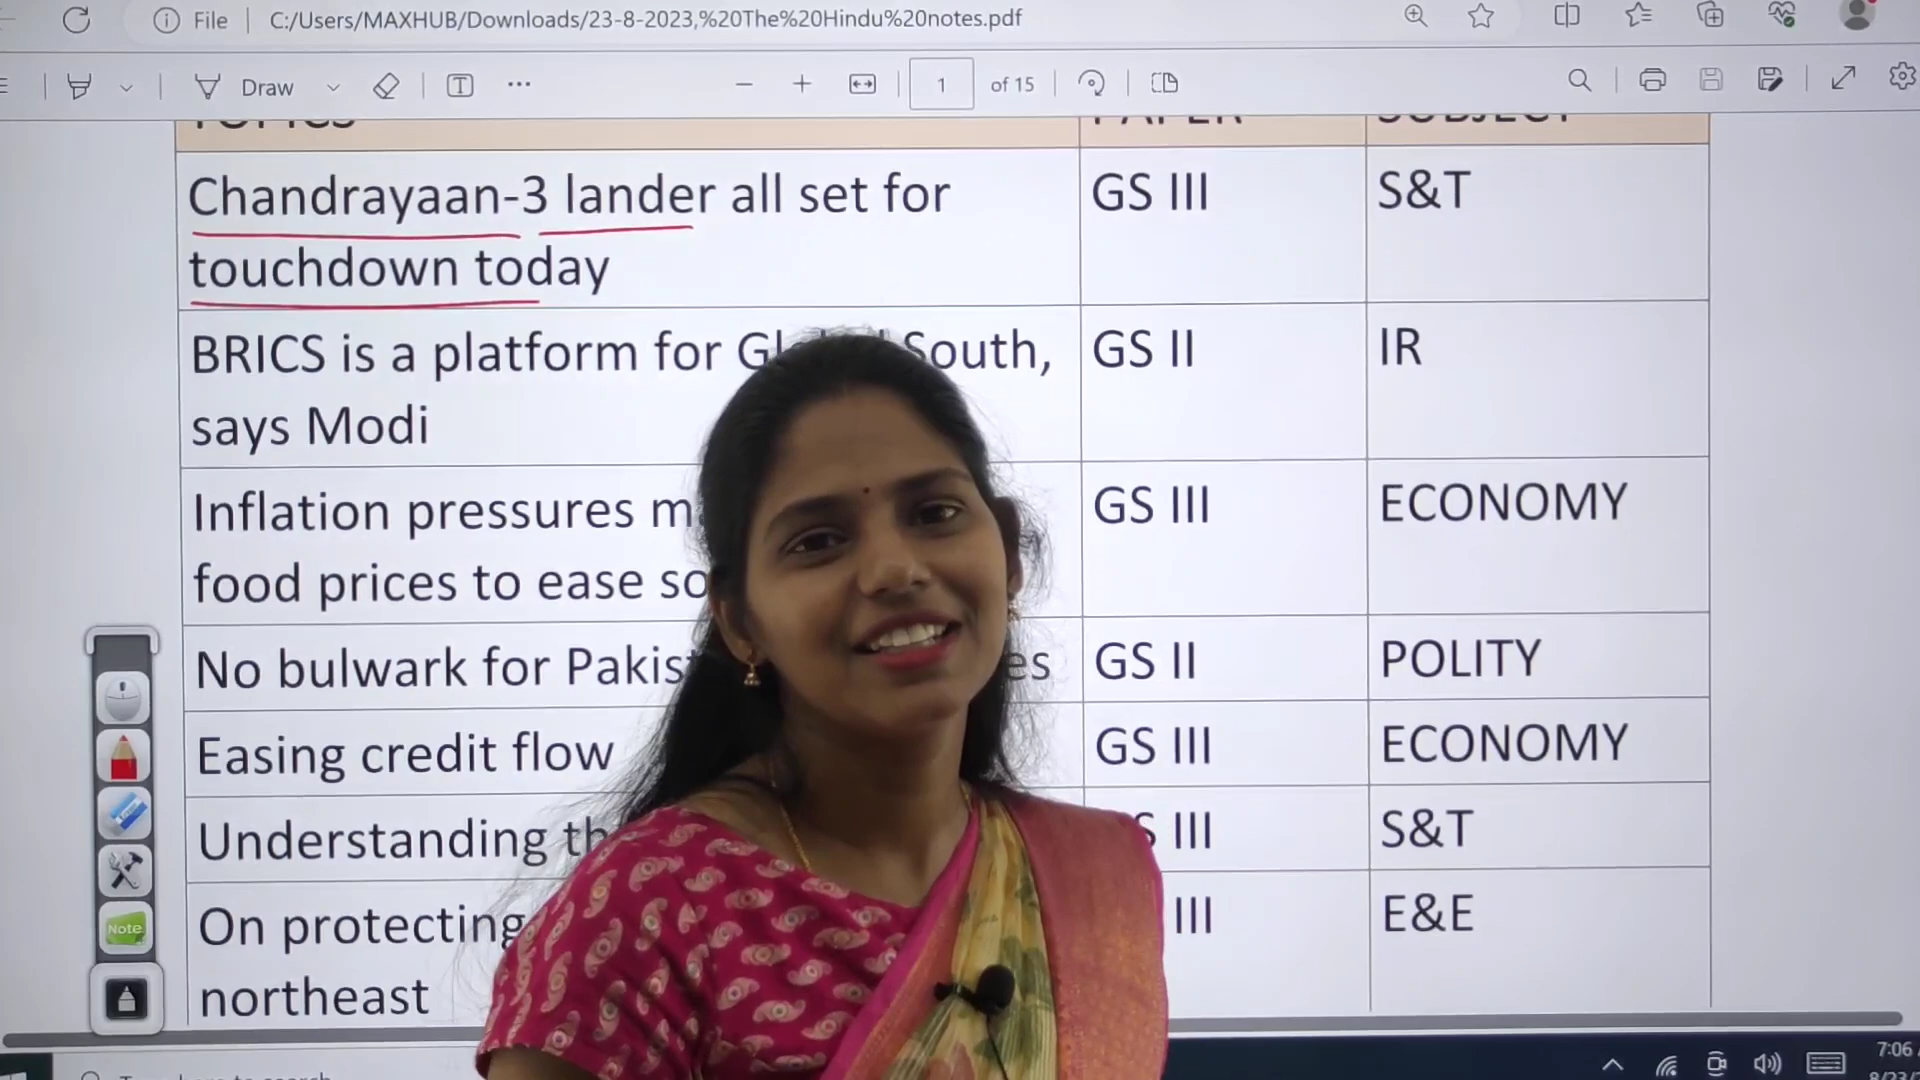 File C:/Users/MAXHUB/Downloads/23-8-2023,%20The%20Hindu%20notes.pdf
Draw 1 of 15
TOPICS PAPER SUBJECT
Chandrayaan-3 lander all set for GS III S&T
touchdown today
BRICS is a platform for South, GS II IR
says Modi
Inflation pressures GS III ECONOMY
food prices to ease
No bulwark for GS II POLITY
Easing credit flow GS III ECONOMY
Understanding III S&T
On protecting III E&E
northeast
Note
7:06